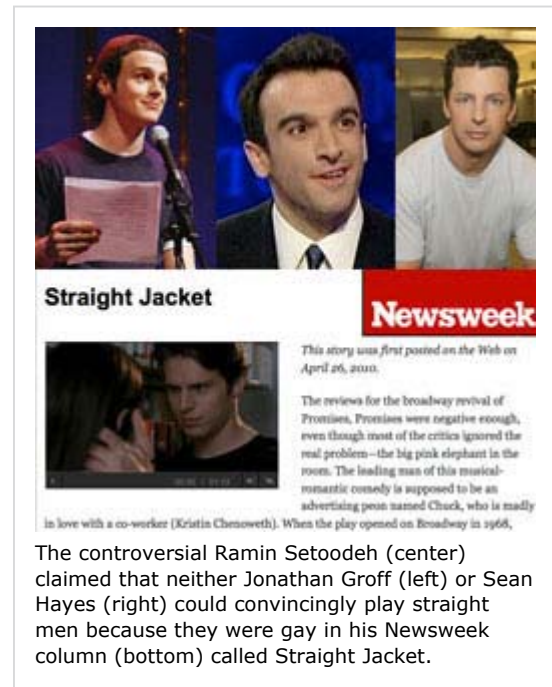 Straight Jacket
Newsweek
This story was first posted on the Web on
April 26, 2010.
The reviews for the broadway revival of
Promises, Promises were negative enough,
even though most of the critics ignored the
real problem—the big pink elephant in the
room. The leading man of this musical-
romantic comedy is supposed to be an
advertising peon named Chuck, who is madly
in love with a co-worker (Kristin Chenoweth). When the play opened on Broadway in 1968,
The controversial Ramin Setoodeh (center)
claimed that neither Jonathan Groff (left) or Sean
Hayes (right) could convincingly play straight
men because they were gay in his Newsweek
column (bottom) called Straight Jacket.